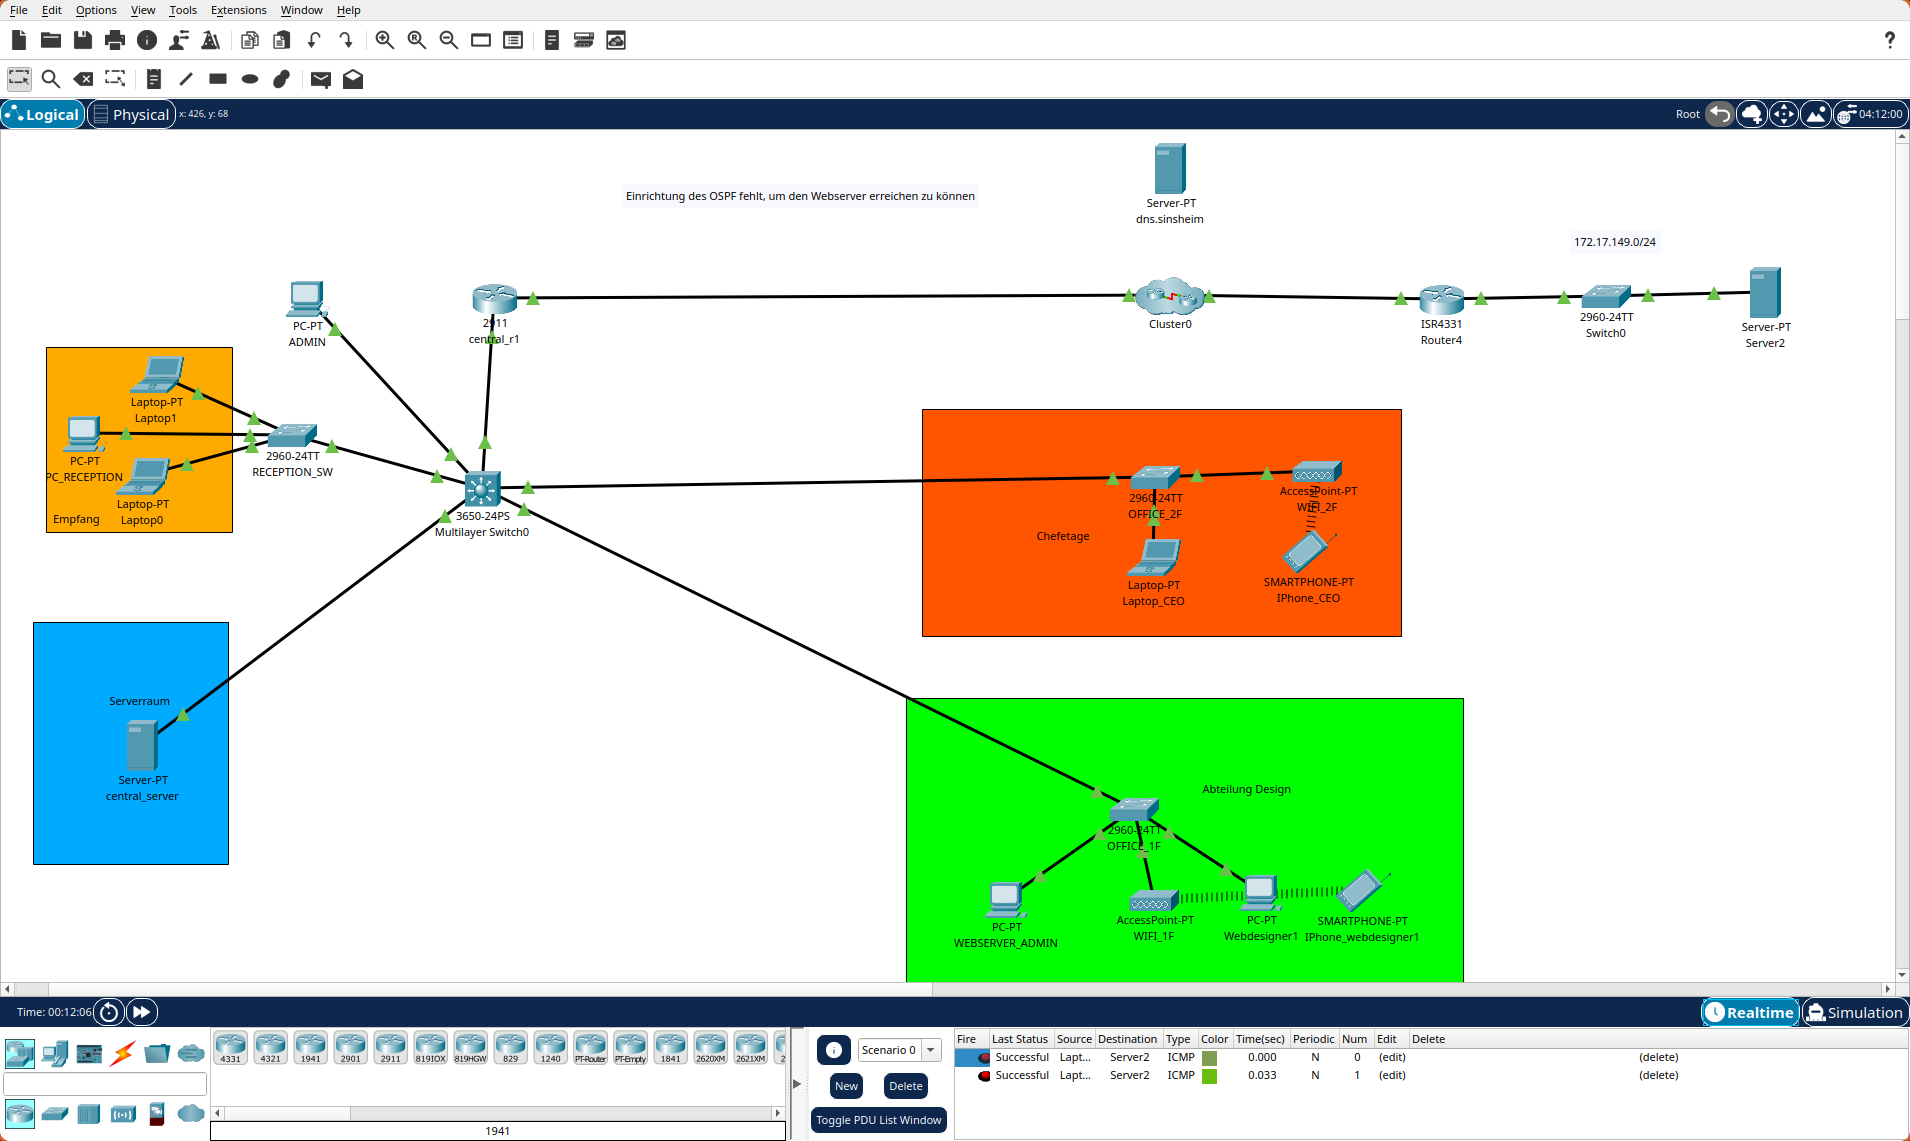 File Edit Options View Tools Extensions Window Help
Logical Physical x: 426, y: 68 Root 04:12:00
Server-PT
dns.sinsheim
Einrichtung des OSPF fehlt, um den Webserver erreichen zu können
172.17.149.0/24
PC-PT
ADMIN
2911
central_r1
Cluster0
ISR4331
Router4
2960-24TT
Switch0
Server-PT
Server2
Laptop-PT
Laptop1
PC-PT
PC_RECEPTION
Laptop-PT
Laptop0
Empfang
2960-24TT
RECEPTION_SW
3650-24PS
Multilayer Switch0
2960-24TT
OFFICE_2F
AccessPoint-PT
WIFI_2F
Chefetage
Laptop-PT
Laptop_CEO
SMARTPHONE-PT
IPhone_CEO
Serverraum
Server-PT
central_server
Abteilung Design
2960-24TT
OFFICE_1F
PC-PT
WEBSERVER_ADMIN
AccessPoint-PT
WIFI_1F
PC-PT
Webdesigner1
SMARTPHONE-PT
IPhone_webdesigner1
Time: 00:12:06 Realtime Simulation
4331 4321 1941 2901 2911 819IOX 819HGW 829 1240 PT-Router PT-Empty 1841 2620XM 2621XM 2
1941
Scenario 0
New Delete
Toggle PDU List Window
Fire Last Status Source Destination Type Color Time(sec) Periodic Num Edit Delete
Successful Lapt... Server2 ICMP 0.000 N 0 (edit) (delete)
Successful Lapt... Server2 ICMP 0.033 N 1 (edit) (delete)